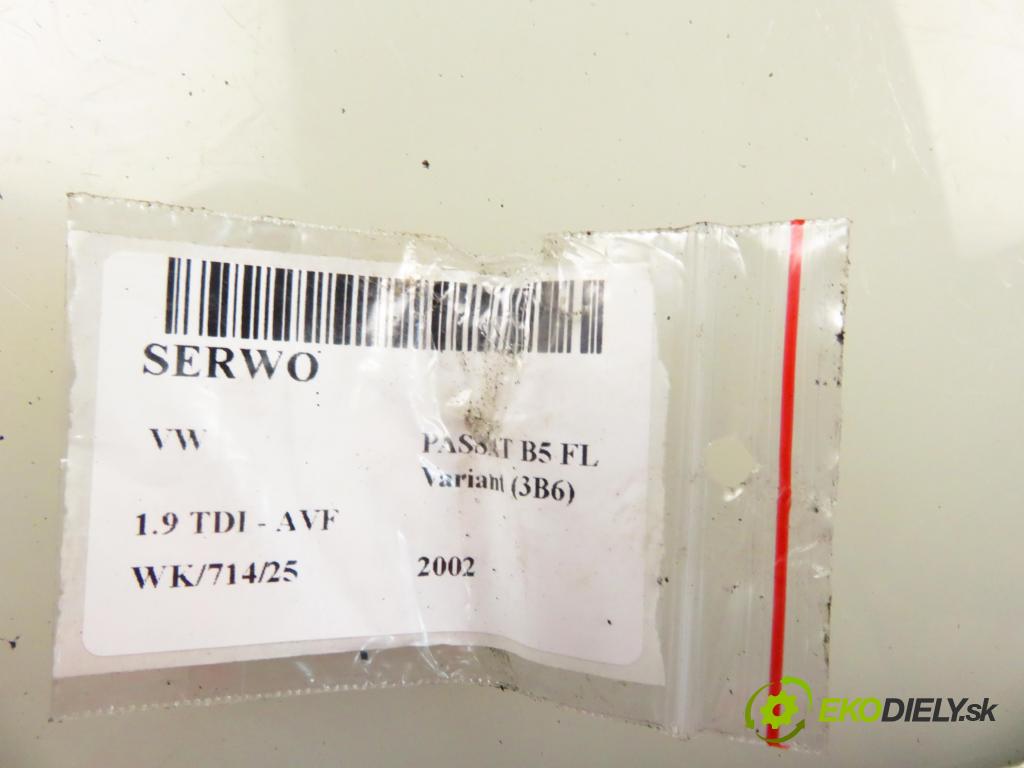 SERWO
VW
PASSAT B5 FL
Variant (3B6)
1.9 TDI - AVF
WK/714/25
2002
EKODIELY.sk